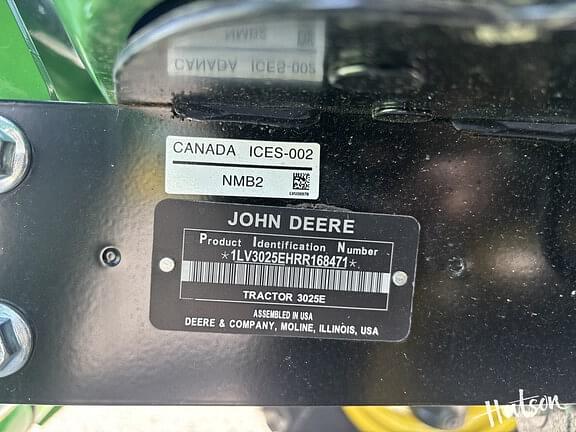 CANADA ICES-002
NMB2
JOHN DEERE
Product Identification Number
*1LV3025EHRR168471*
TRACTOR 3025E
ASSEMBLED IN USA
DEERE & COMPANY, MOLINE, ILLINOIS, USA
Hutson